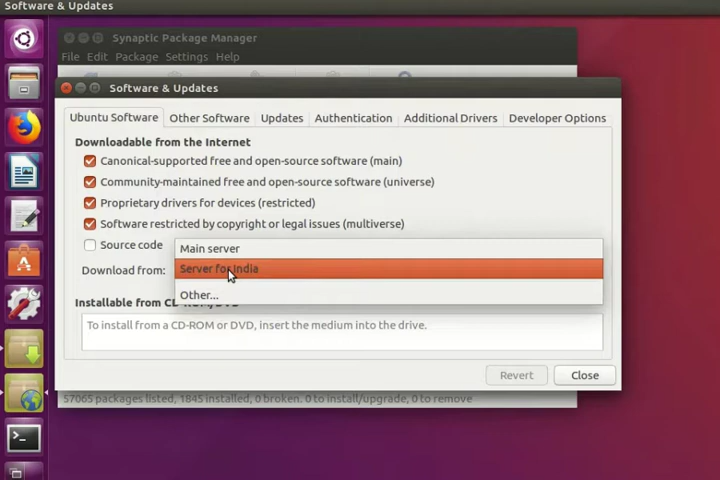 Software & Updates
Synaptic Package Manager
File Edit Package Settings Help
Software & Updates
Ubuntu Software Other Software Updates Authentication Additional Drivers Developer Options
Downloadable from the Internet
Canonical-supported free and open-source software (main)
Community-maintained free and open-source software (universe)
Proprietary drivers for devices (restricted)
Software restricted by copyright or legal issues (multiverse)
Source code
Main server
Download from:
Server for India
Other...
Installable from CD-ROM/DVD
To install from a CD-ROM or DVD, insert the medium into the drive.
Revert Close
57065 packages listed, 1845 installed, 0 broken. 0 to install/upgrade, 0 to remove